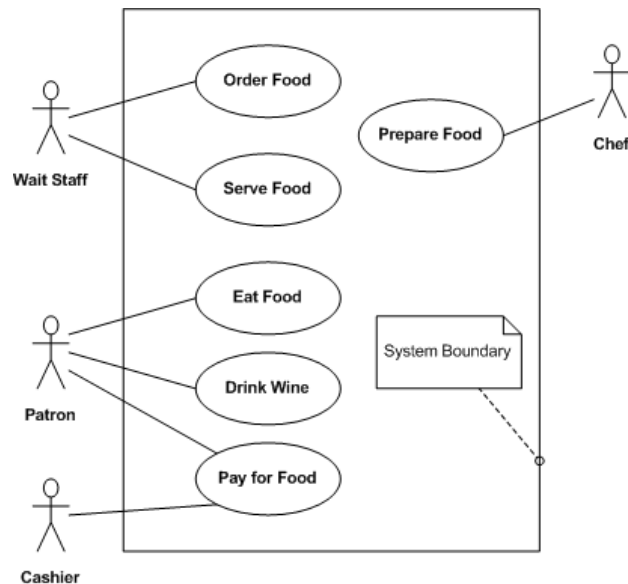 Order Food
Prepare Food
Chef
Wait Staff
Serve Food
Eat Food
System Boundary
Drink Wine
Patron
Pay for Food
Cashier